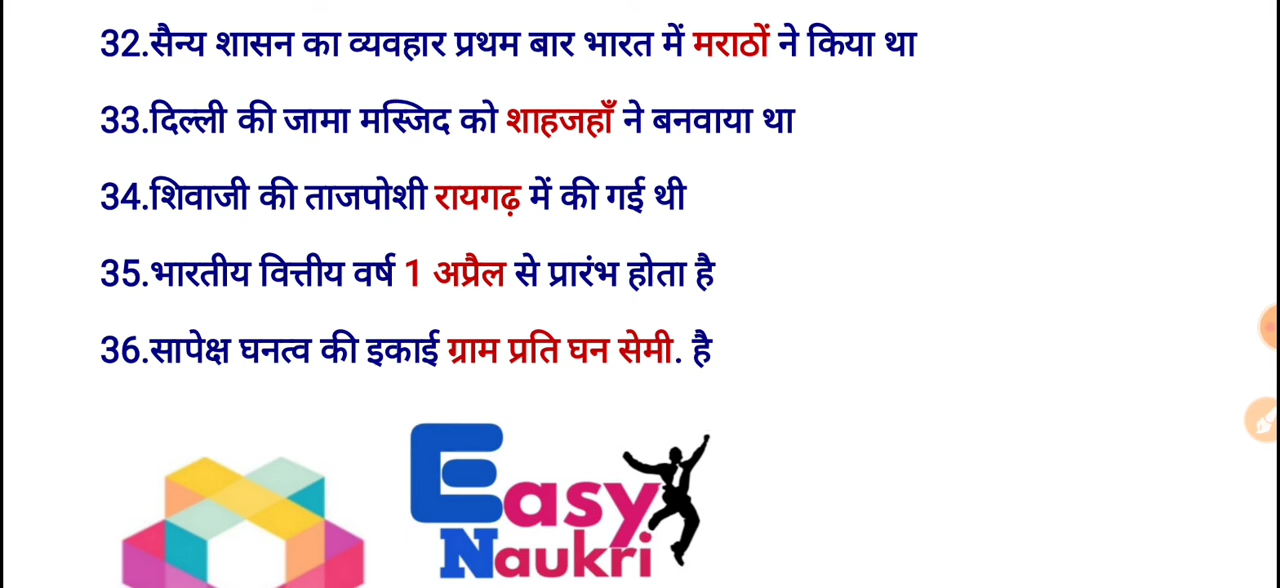 32.सैन्य शासन का व्यवहार प्रथम बार भारत में मराठों ने किया था
33.दिल्ली की जामा मस्जिद को शाहजहाँ ने बनवाया था
34.शिवाजी की ताजपोशी रायगढ़ में की गई थी
35.भारतीय वित्तीय वर्ष 1 अप्रैल से प्रारंभ होता है
36.सापेक्ष घनत्व की इकाई ग्राम प्रति घन सेमी. है
Easy
Naukri